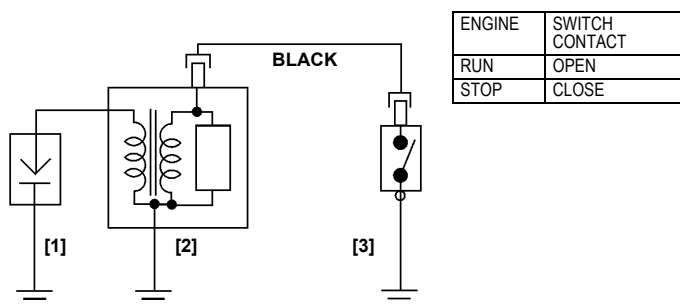 ENGINE SWITCH CONTACT
RUN OPEN
STOP CLOSE
BLACK
[1] [2] [3]